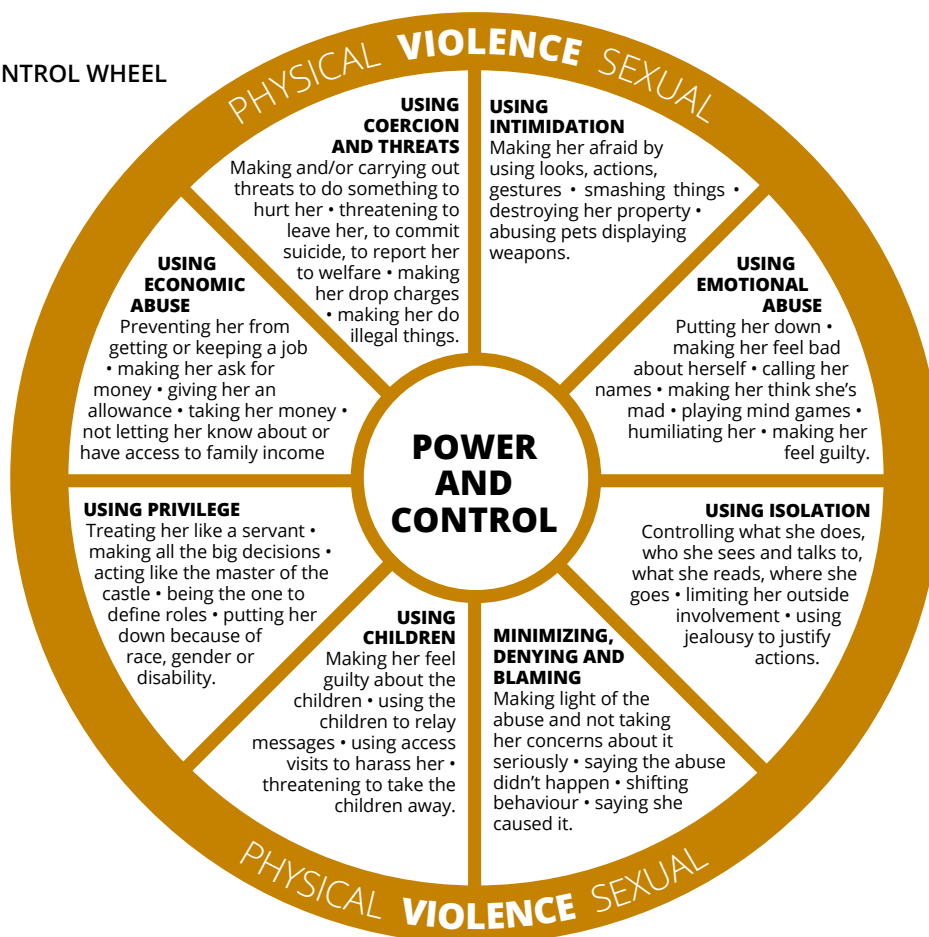 NTROL WHEEL
PHYSICAL VIOLENCE SEXUAL
USING
COERCION
AND THREATS
Making and/or carrying out
threats to do something to
hurt her • threatening to
leave her, to commit
suicide, to report her
to welfare • making
her drop charges
• making her do
illegal things.
USING
INTIMIDATION
Making her afraid by
using looks, actions,
gestures • smashing things •
destroying her property •
abusing pets displaying
weapons.
USING
ECONOMIC
ABUSE
Preventing her from
getting or keeping a job
• making her ask for
money • giving her an
allowance • taking her money •
not letting her know about or
have access to family income
USING
EMOTIONAL
ABUSE
Putting her down •
making her feel bad
about herself • calling her
names • making her think she's
mad • playing mind games •
humiliating her • making her
feel guilty.
POWER
AND
CONTROL
USING PRIVILEGE
Treating her like a servant •
making all the big decisions •
acting like the master of the
castle • being the one to
define roles • putting her
down because of
race, gender or
disability.
USING ISOLATION
Controlling what she does,
who she sees and talks to,
what she reads, where she
goes • limiting her outside
involvement • using
jealousy to justify
actions.
USING
CHILDREN
Making her feel
guilty about the
children • using the
children to relay
messages • using access
visits to harass her •
threatening to take the
children away.
MINIMIZING,
DENYING AND
BLAMING
Making light of the
abuse and not taking
her concerns about it
seriously • saying the abuse
didn't happen • shifting
behaviour • saying she
caused it.
PHYSICAL VIOLENCE SEXUAL